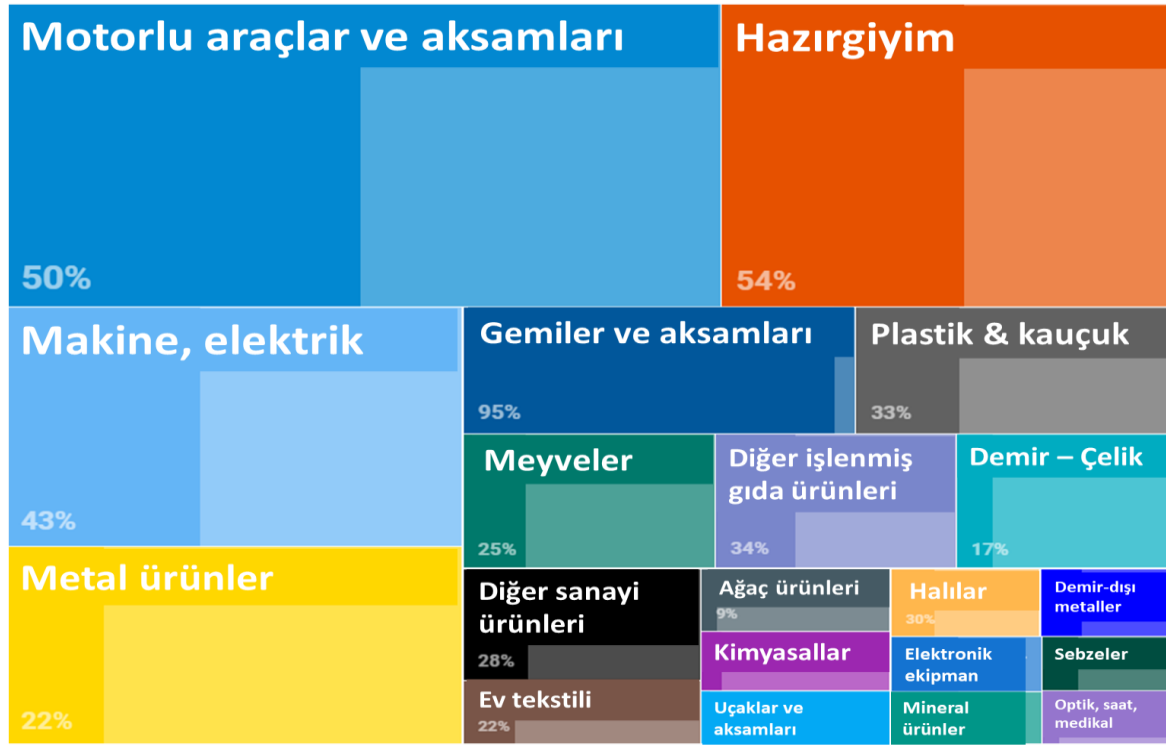 Motorlu araçlar ve aksamları
50%
Hazırgiyim
54%
Makine, elektrik
43%
Gemiler ve aksamları
95%
Plastik & kauçuk
33%
Meyveler
25%
Diğer işlenmiş
gıda ürünleri
34%
Demir – Çelik
17%
Metal ürünler
22%
Diğer sanayi
ürünleri
28%
Ev tekstili
22%
Ağaç ürünleri
9%
Halılar
30%
Demir-dışı
metaller
Kimyasallar
Elektronik
ekipman
Sebzeler
Uçaklar ve
aksamları
Mineral
ürünler
Optik, saat,
medikal